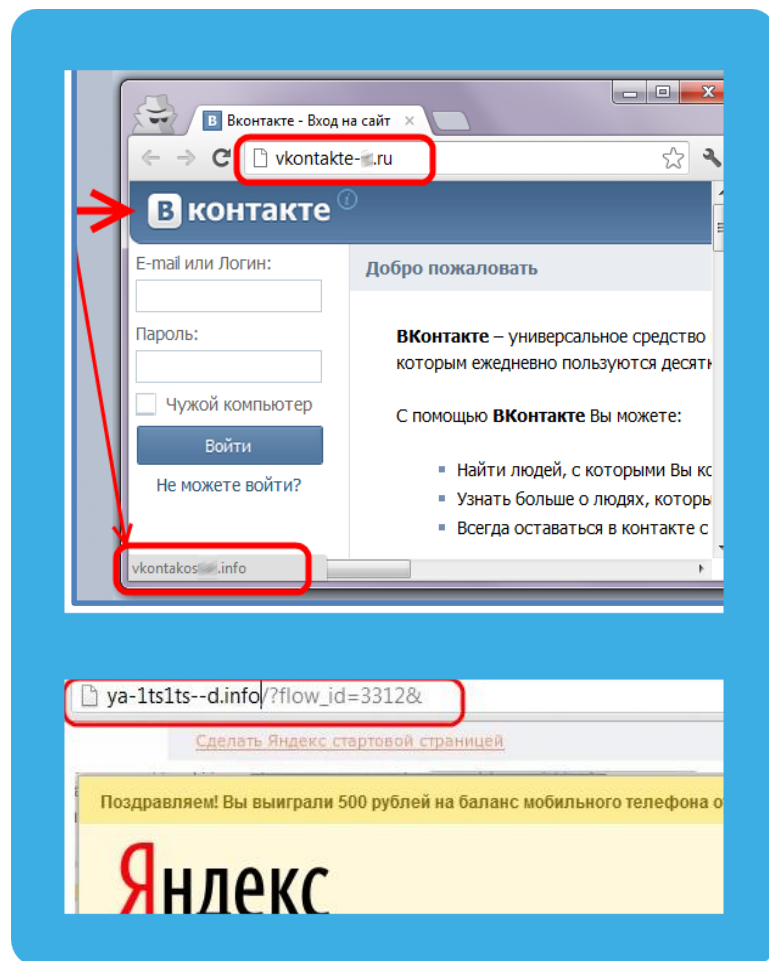 В Вконтакте - Вход на сайт
vkontakte- .ru
В контакте
E-mail или Логин:
Добро пожаловать
Пароль:
ВКонтакте – универсальное средство
которым ежедневно пользуются десят
Чужой компьютер
С помощью ВКонтакте Вы можете:
Войти
Найти людей, с которыми Вы ко
Не можете войти?
Узнать больше о людях, которы
Всегда оставаться в контакте с
vkontakos .info
ya-1ts1ts--d.info/?flow_id=3312&
Сделать Яндекс стартовой страницей
Поздравляем! Вы выиграли 500 рублей на баланс мобильного телефона о
Яндекс